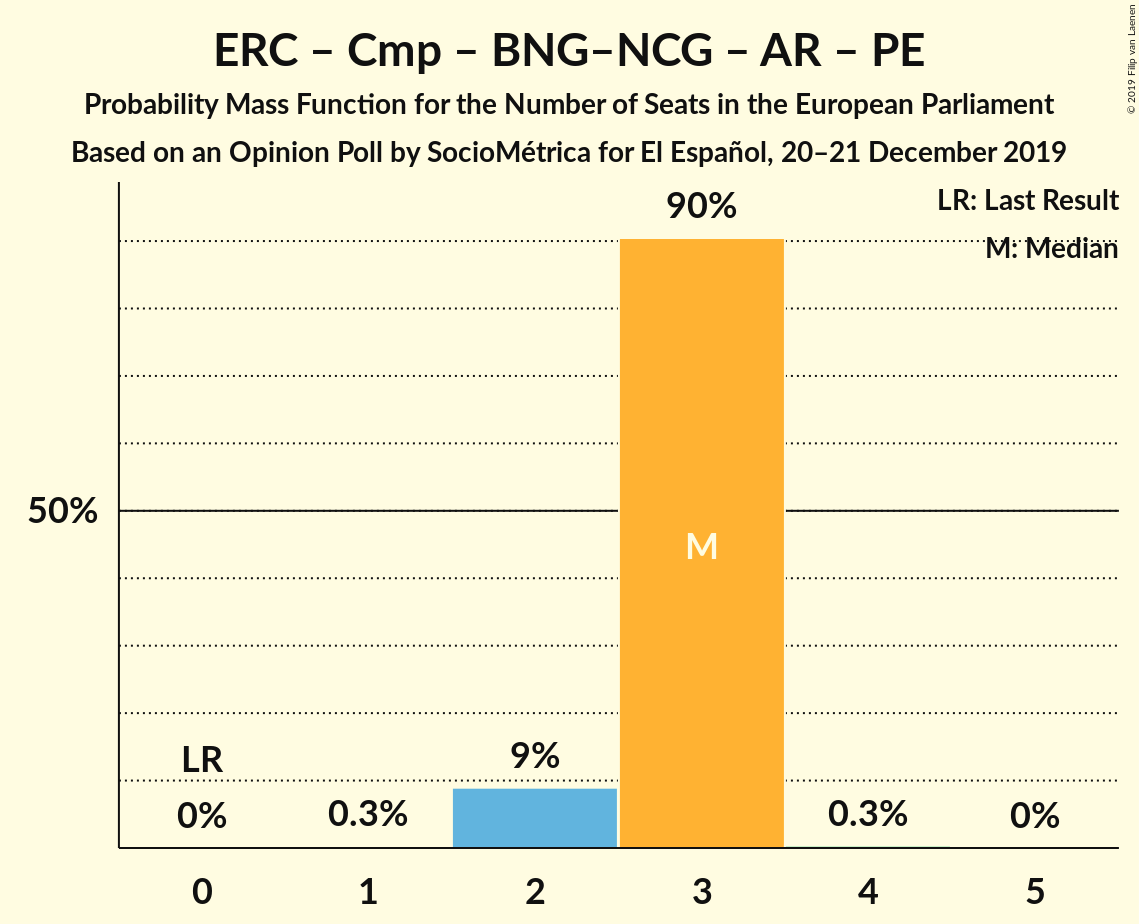 ERC – Cmp – BNG–NCG – AR – PE
Probability Mass Function for the Number of Seats in the European Parliament
Based on an Opinion Poll by SocioMétrica for El Español, 20–21 December 2019
© 2019 Filip van Laenen
LR: Last Result
M: Median
90%
50%
M
LR
9%
0%
0.3%
0.3%
0%
0
1
2
3
4
5